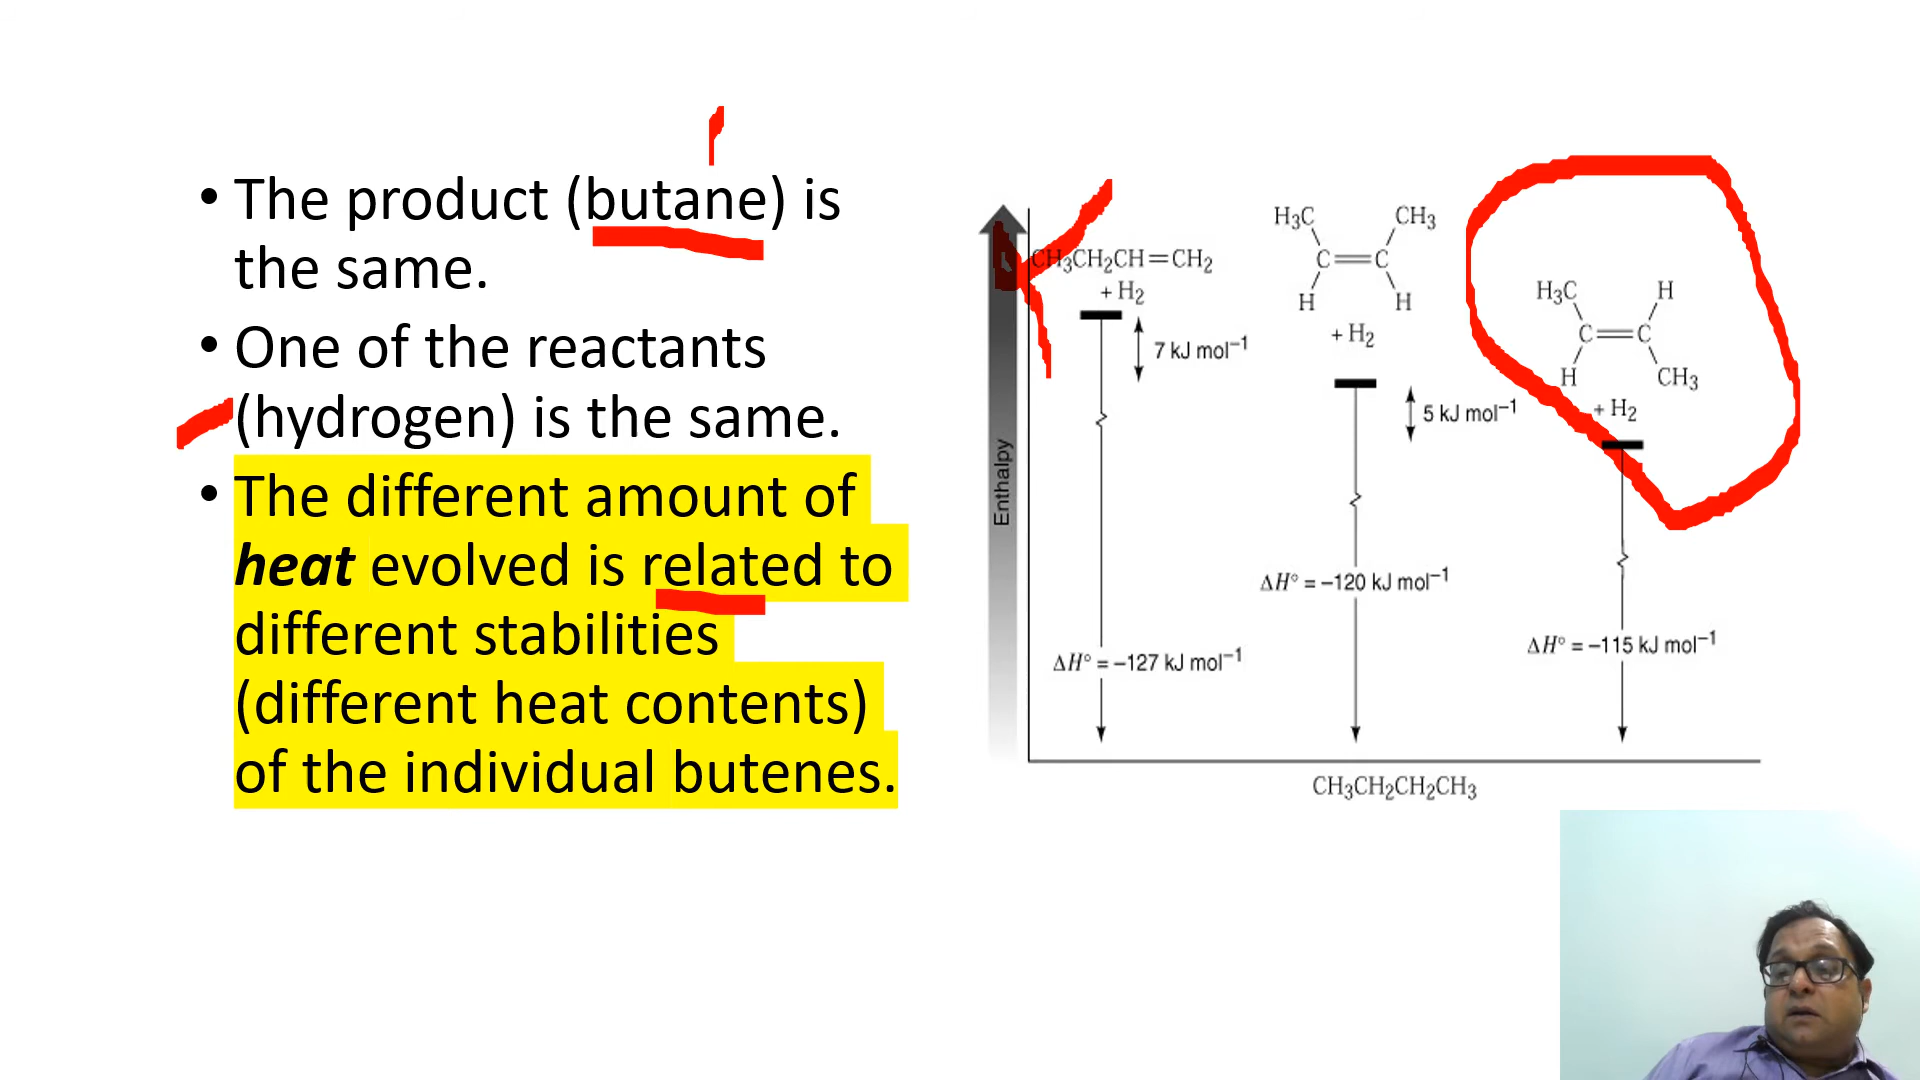 • The product (butane) is
the same.
• One of the reactants
(hydrogen) is the same.
• The different amount of
heat evolved is related to
different stabilities
(different heat contents)
of the individual butenes.
Enthalpy
CH3CH2CH=CH2
+ H2
7 kJ mol−1
ΔH° = −127 kJ mol−1
H3C CH3
C=C
H H
+ H2
5 kJ mol−1
ΔH° = −120 kJ mol−1
H3C H
C=C
H CH3
+ H2
ΔH° = −115 kJ mol−1
CH3CH2CH2CH3